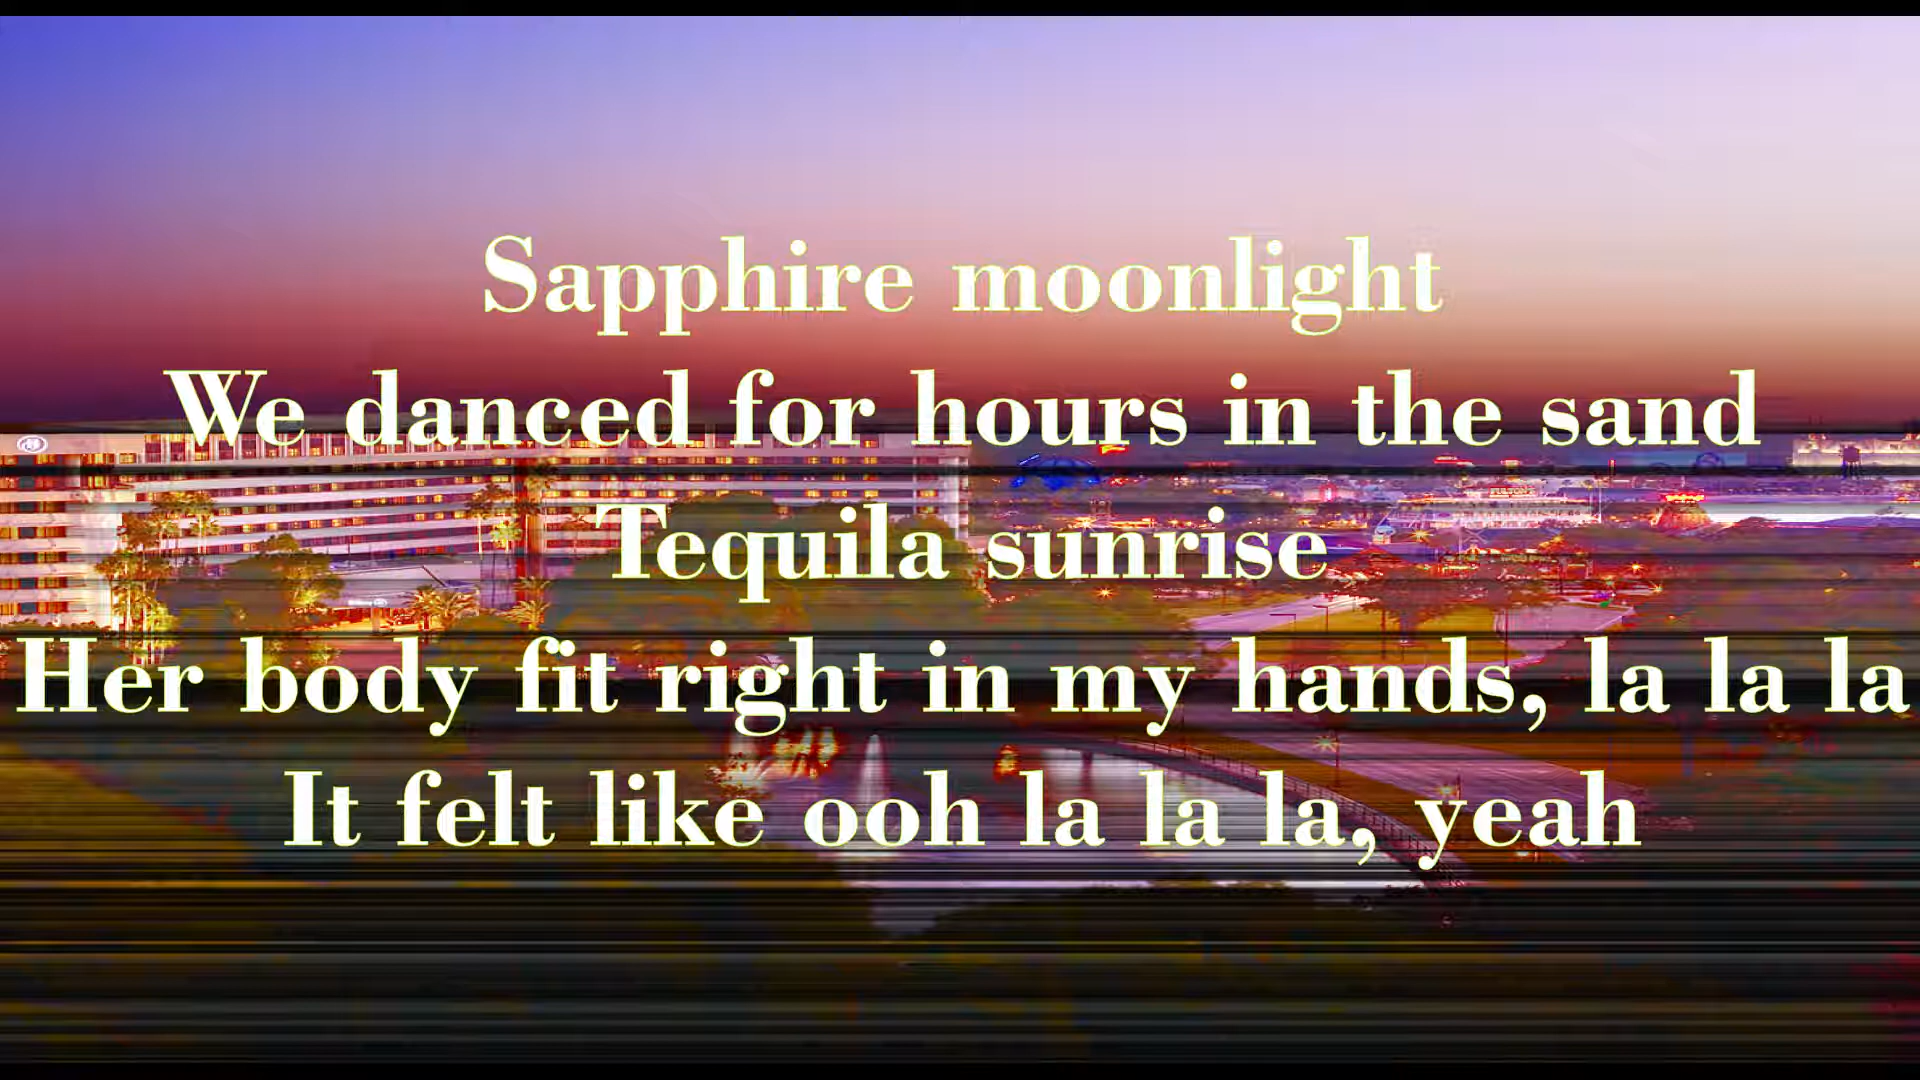 Sapphire moonlight
We danced for hours in the sand
Tequila sunrise
Her body fit right in my hands, la la la
It felt like ooh la la la, yeah